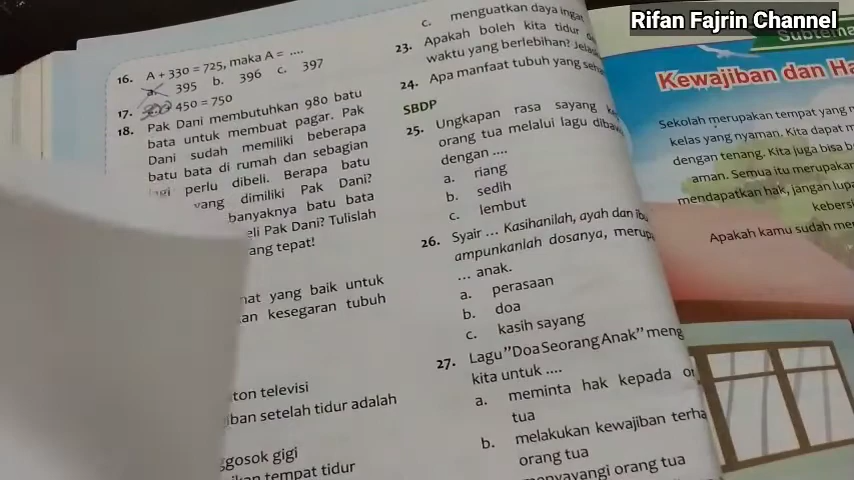 Rifan Fajrin Channel
16. A + 330 = 725, maka A = ....
a. 395 b. 396 c. 397
17. 450 = 750
18. Pak Dani membutuhkan 980 batu
bata untuk membuat pagar. Pak
Dani sudah memiliki beberapa
batu bata di rumah dan sebagian
perlu dibeli. Berapa batu
yang dimiliki Pak Dani?
banyaknya batu bata
Pak Dani? Tulislah
yang tepat!
yang baik untuk
kesegaran tubuh
televisi
setelah tidur adalah
gosok gigi
tempat tidur
c. menguatkan daya
23. Apakah boleh kita tidur
waktu yang berlebihan?
24. Apa manfaat tubuh yang
SBDP
25. Ungkapan rasa sayang
orang tua melalui lagu
dengan ....
a. riang
b. sedih
c. lembut
26. Syair ... Kasihanilah, ayah dan
ampunkanlah dosanya,
... anak.
a. perasaan
b. doa
c. kasih sayang
27. Lagu "Doa Seorang Anak"
kita untuk ....
a. meminta hak kepada
tua
b. melakukan kewajiban
orang tua
orang tua
Kewajiban dan
Sekolah merupakan tempat yang
kelas yang nyaman. Kita dapat
dengan tenang. Kita juga bisa
aman. Semua itu merupakan
mendapatkan hak, jangan
Apakah kamu sudah